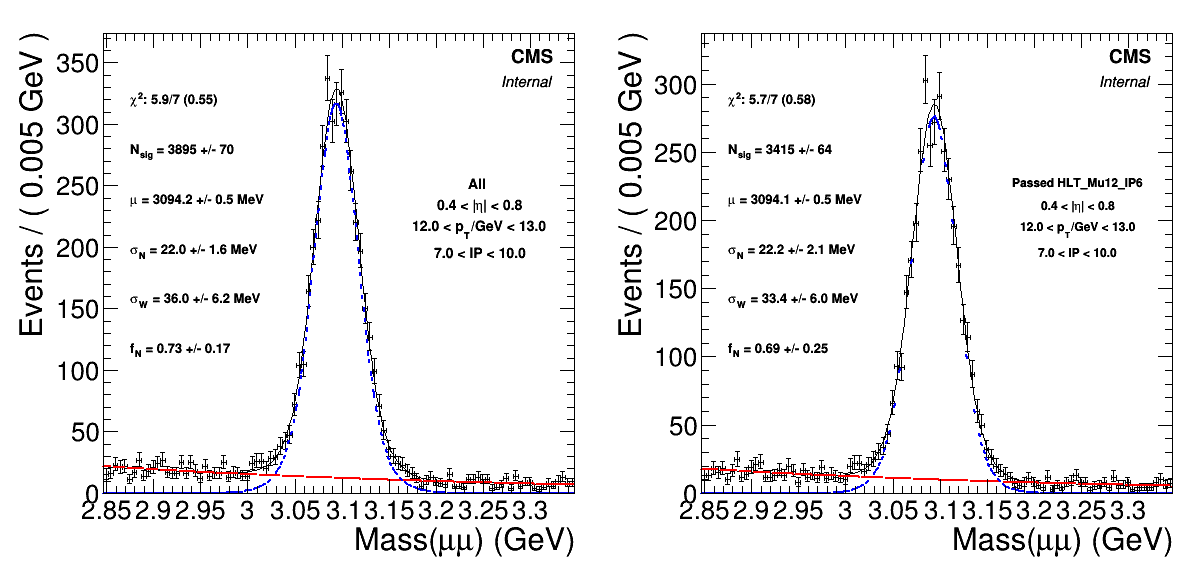 Events / ( 0.005 GeV )
350
300
250
200
150
100
50
0
CMS
Internal
χ²: 5.9/7 (0.55)
N_sig = 3895 +/- 70
μ = 3094.2 +/- 0.5 MeV
σ_N = 22.0 +/- 1.6 MeV
σ_W = 36.0 +/- 6.2 MeV
f_N = 0.73 +/- 0.17
All
0.4 < |η| < 0.8
12.0 < p_T/GeV < 13.0
7.0 < IP < 10.0
2.85 2.9 2.95 3 3.05 3.1 3.15 3.2 3.25 3.3
Mass(μμ) (GeV)
Events / ( 0.005 GeV )
300
250
200
150
100
50
0
CMS
Internal
χ²: 5.7/7 (0.58)
N_sig = 3415 +/- 64
μ = 3094.1 +/- 0.5 MeV
σ_N = 22.2 +/- 2.1 MeV
σ_W = 33.4 +/- 6.0 MeV
f_N = 0.69 +/- 0.25
Passed HLT_Mu12_IP6
0.4 < |η| < 0.8
12.0 < p_T/GeV < 13.0
7.0 < IP < 10.0
2.85 2.9 2.95 3 3.05 3.1 3.15 3.2 3.25 3.3
Mass(μμ) (GeV)